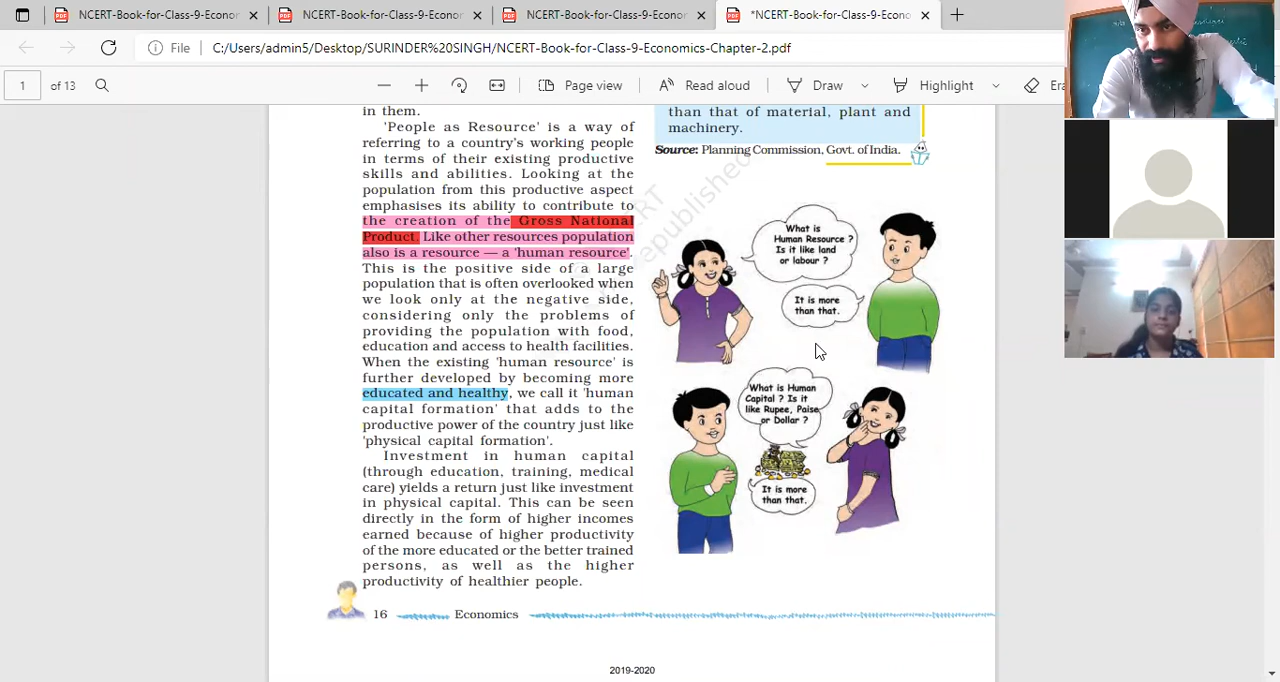 NCERT-Book-for-Class-9-Econor
NCERT-Book-for-Class-9-Econor
NCERT-Book-for-Class-9-Econor
*NCERT-Book-for-Class-9-Econo
File
C:/Users/admin5/Desktop/SURINDER%20SINGH/NCERT-Book-for-Class-9-Economics-Chapter-2.pdf
1 of 13
Page view
Read aloud
Draw
Highlight
Era
in them.
'People as Resource' is a way of
referring to a country's working people
in terms of their existing productive
skills and abilities. Looking at the
population from this productive aspect
emphasises its ability to contribute to
the creation of the Gross National
Product. Like other resources population
also is a resource — a 'human resource'.
This is the positive side of a large
population that is often overlooked when
we look only at the negative side,
considering only the problems of
providing the population with food,
education and access to health facilities.
When the existing 'human resource' is
further developed by becoming more
educated and healthy, we call it 'human
capital formation' that adds to the
productive power of the country just like
'physical capital formation'.
Investment in human capital
(through education, training, medical
care) yields a return just like investment
in physical capital. This can be seen
directly in the form of higher incomes
earned because of higher productivity
of the more educated or the better trained
persons, as well as the higher
productivity of healthier people.
than that of material, plant and
machinery.
Source: Planning Commission, Govt. of India.
What is
Human Resource ?
Is it like land
or labour?
It is more
than that.
What is Human
Capital ? Is it
like Rupee, Paise
or Dollar ?
It is more
than that.
16
Economics
2019-2020